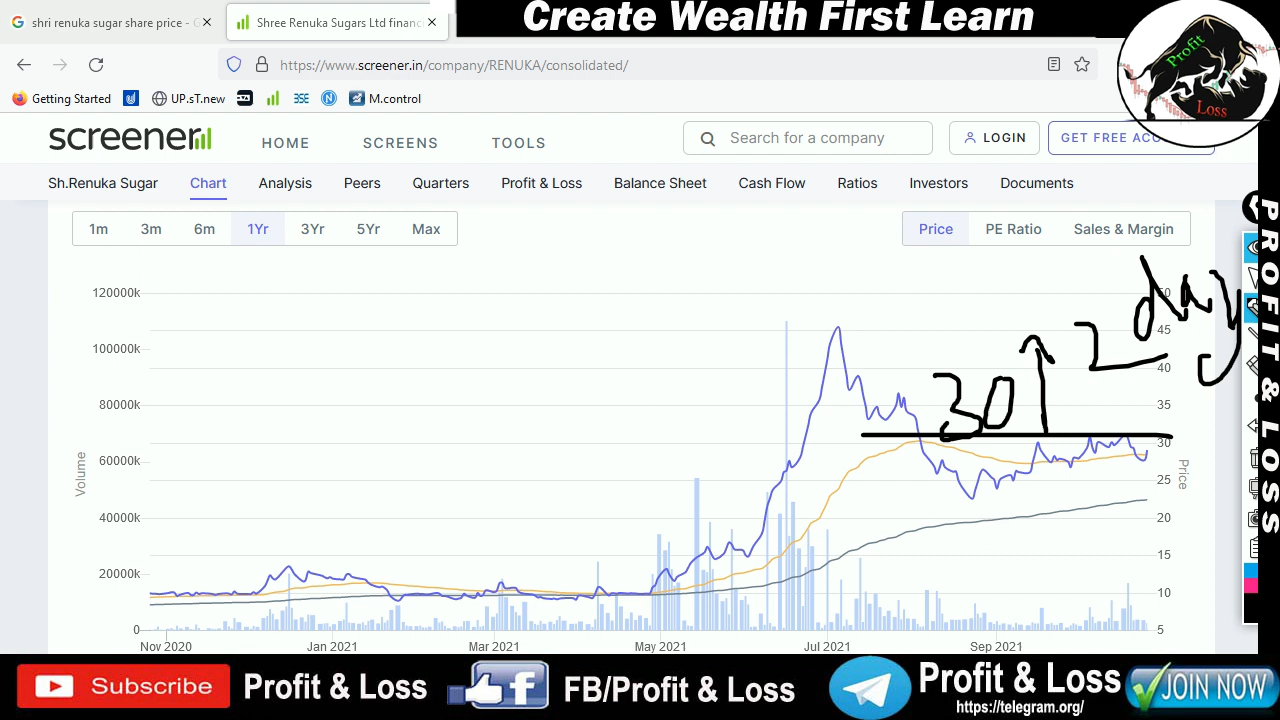 shri renuka sugar share price - G
Shree Renuka Sugars Ltd financi
Create Wealth First Learn
https://www.screener.in/company/RENUKA/consolidated/
Profit
Loss
Getting Started
UP.sT.new
M.control
screener
HOME
SCREENS
TOOLS
Search for a company
LOGIN
GET FREE ACC
Sh.Renuka Sugar
Chart
Analysis
Peers
Quarters
Profit & Loss
Balance Sheet
Cash Flow
Ratios
Investors
Documents
1m 3m 6m 1Yr 3Yr 5Yr Max
Price PE Ratio Sales & Margin
PROFIT & LOSS
120000k
100000k
80000k
60000k
40000k
20000k
0
Volume
50
45
40
35
30
25
20
15
10
5
Price
30 2 day
Nov 2020 Jan 2021 Mar 2021 May 2021 Jul 2021 Sep 2021
Subscribe
Profit & Loss
FB/Profit & Loss
Profit & Loss
https://telegram.org/
JOIN NOW